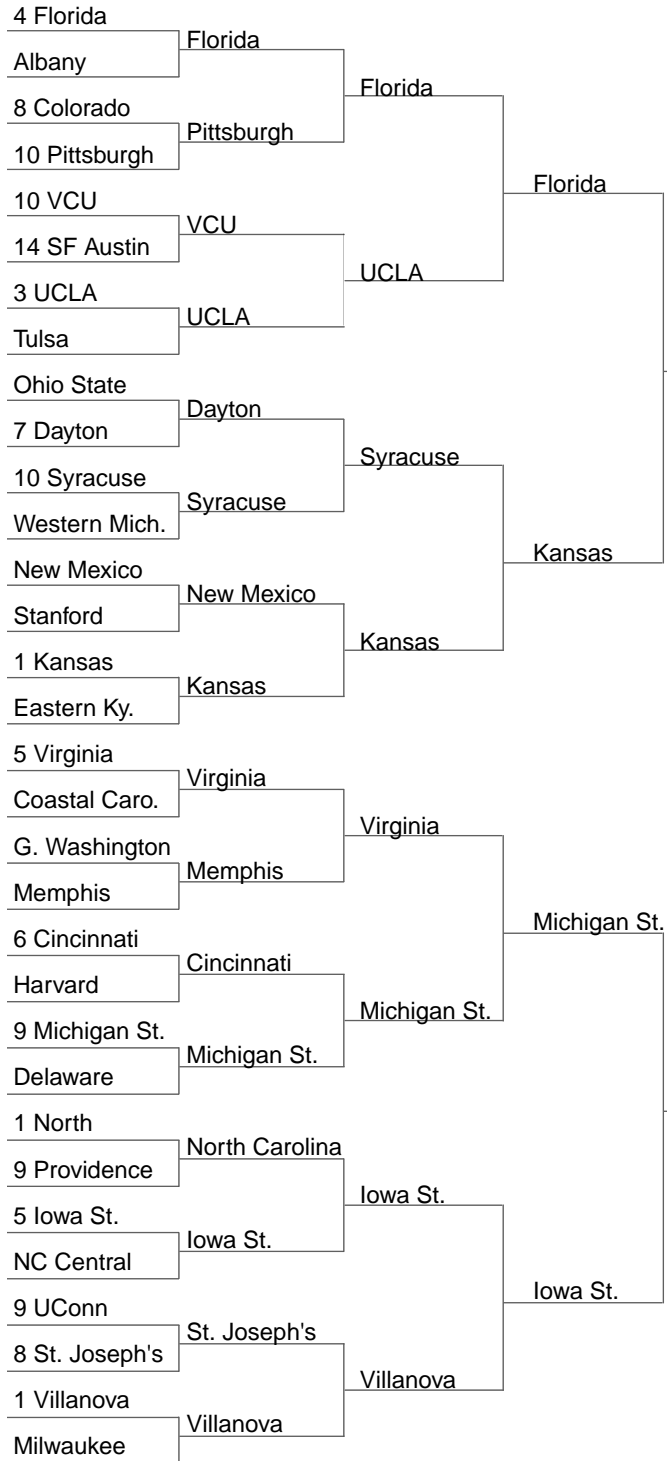 4 Florida
Albany
8 Colorado
10 Pittsburgh
10 VCU
14 SF Austin
3 UCLA
Tulsa
Ohio State
7 Dayton
10 Syracuse
Western Mich.
New Mexico
Stanford
1 Kansas
Eastern Ky.
5 Virginia
Coastal Caro.
G. Washington
Memphis
6 Cincinnati
Harvard
9 Michigan St.
Delaware
1 North
9 Providence
5 Iowa St.
NC Central
9 UConn
8 St. Joseph's
1 Villanova
Milwaukee
Florida
Pittsburgh
VCU
UCLA
Dayton
Syracuse
New Mexico
Kansas
Virginia
Memphis
Cincinnati
Michigan St.
North Carolina
Iowa St.
St. Joseph's
Villanova
Florida
UCLA
Syracuse
Kansas
Virginia
Michigan St.
Iowa St.
Villanova
Florida
Kansas
Michigan St.
Iowa St.